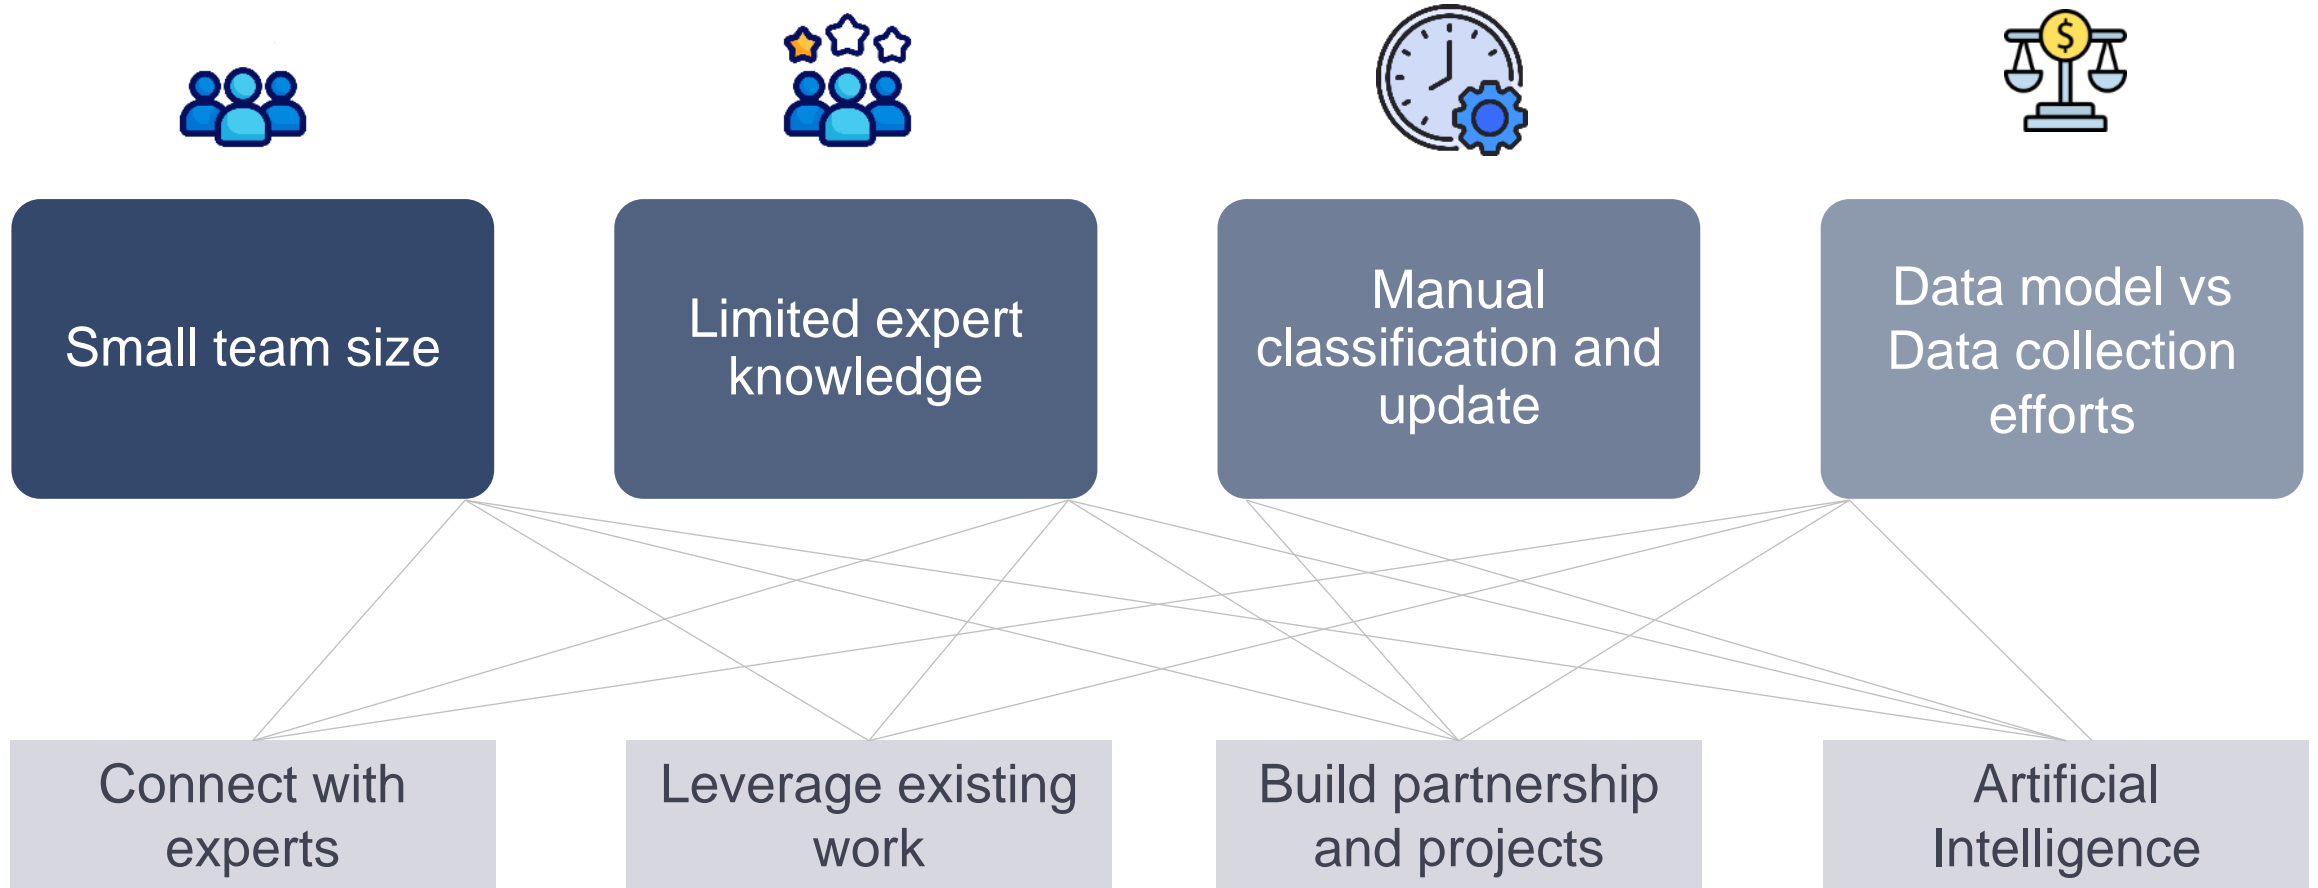 $
Small team size
Limited expert
knowledge
Manual
classification and
update
Data model vs
Data collection
efforts
Connect with
experts
Leverage existing
work
Build partnership
and projects
Artificial
Intelligence